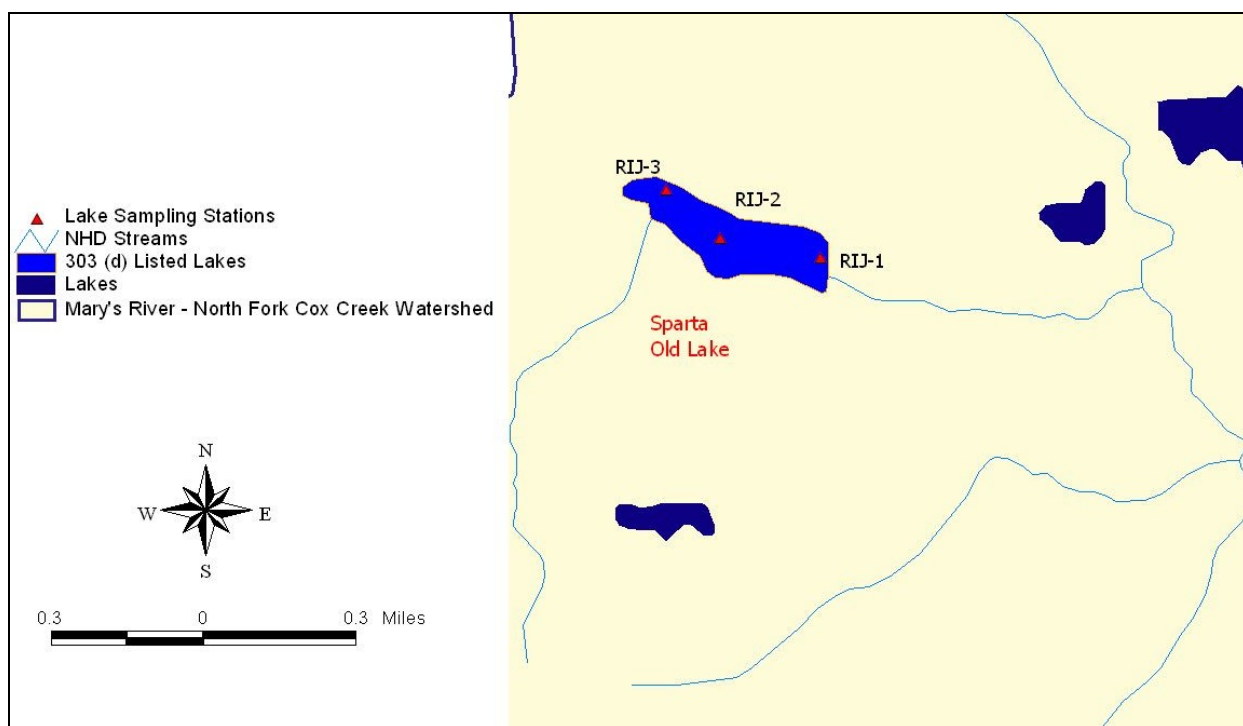 Lake Sampling Stations
NHD Streams
303 (d) Listed Lakes
Lakes
Mary's River - North Fork Cox Creek Watershed
N
W E
S
0.3 0 0.3 Miles
RIJ-3
RIJ-2
RIJ-1
Sparta
Old Lake